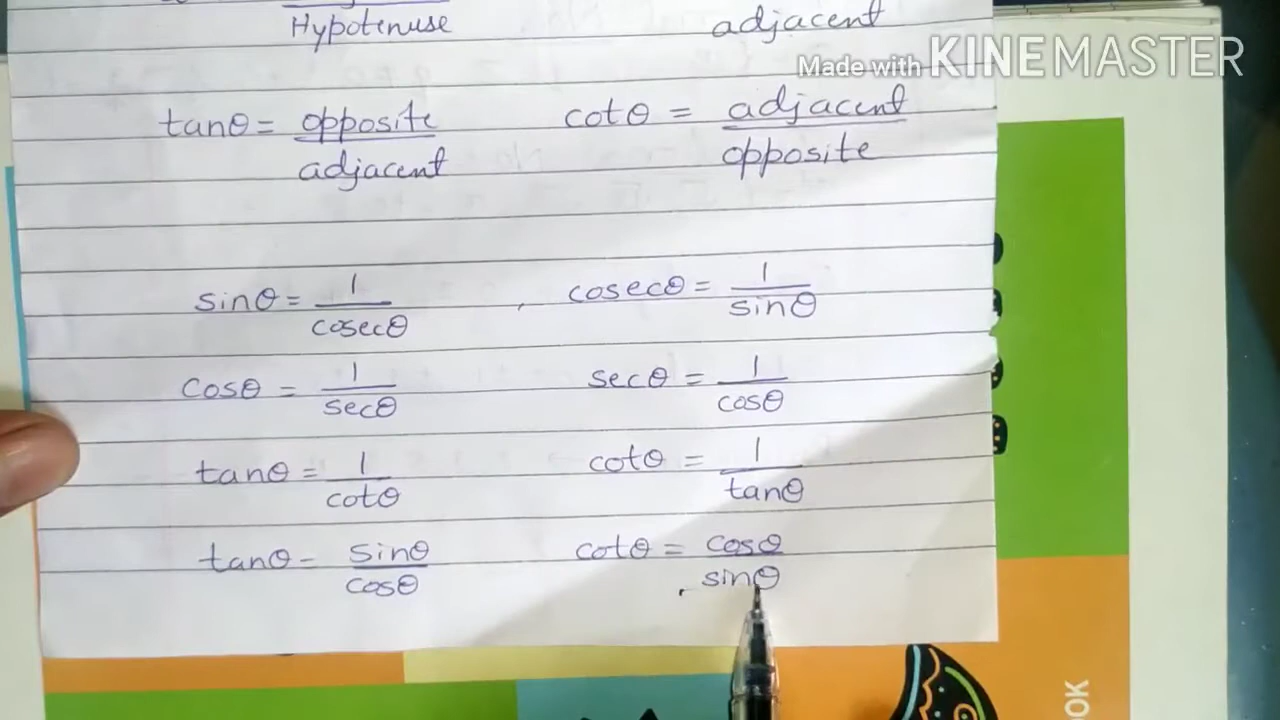 Hypotenuse adjacent
Made with KINEMASTER
tanθ = opposite / adjacent cotθ = adjacent / opposite
sinθ = 1 / cosecθ , cosecθ = 1 / sinθ
cosθ = 1 / secθ secθ = 1 / cosθ
tanθ = 1 / cotθ cotθ = 1 / tanθ
tanθ = sinθ / cosθ cotθ = cosθ / sinθ
OOK